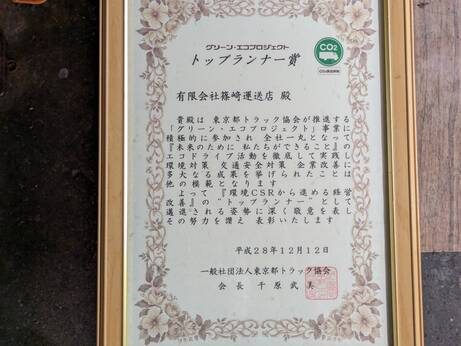 グリーン・エコプロジェクト
トップランナー賞
CO2
有限会社篠崎運送店 殿
貴殿は 東京都トラック協会が推進する
「グリーン・エコプロジェクト」事業に
積極的に参加され 全社一丸となって
『未来のために 私たちができること』の
エコドライブ活動を徹底して実践し
環境対策 交通安全対策 企業改善に
多大なる成果を挙げられたことは
他の模範となります
よって 『環境CSRから進める経営
改善』の“トップランナー”として
邁進される姿勢に深く敬意を表し
その努力を讃え 表彰いたします
平成28年12月12日
一般社団法人東京都トラック協会
会長 千原武美